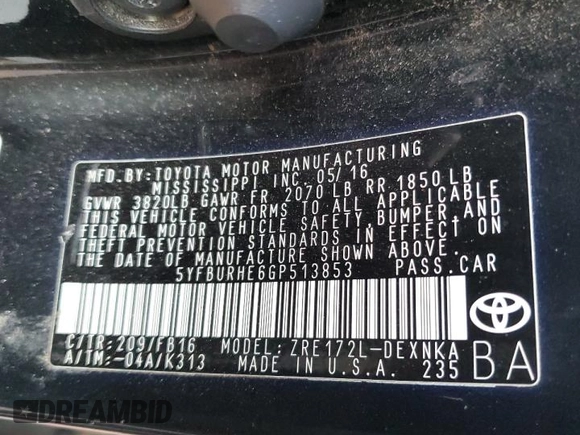 MFD. BY: TOYOTA MOTOR MANUFACTURING
MISSISSIPPI INC. 05/16
GVWR 3820LB GAWR FR 2070 LB RR 1850 LB
THIS VEHICLE CONFORMS TO ALL APPLICABLE
FEDERAL MOTOR VEHICLE SAFETY, BUMPER, AND
THEFT PREVENTION STANDARDS IN EFFECT ON
THE DATE OF MANUFACTURE SHOWN ABOVE.
5YFBURHE6GP513853 PASS. CAR
C/TR: 209/FB16 MODEL: ZRE172L-DEXNKA
A/TM: -04A/K313 MADE IN U.S.A. 235
BA
TOYOTA
DREAMBID